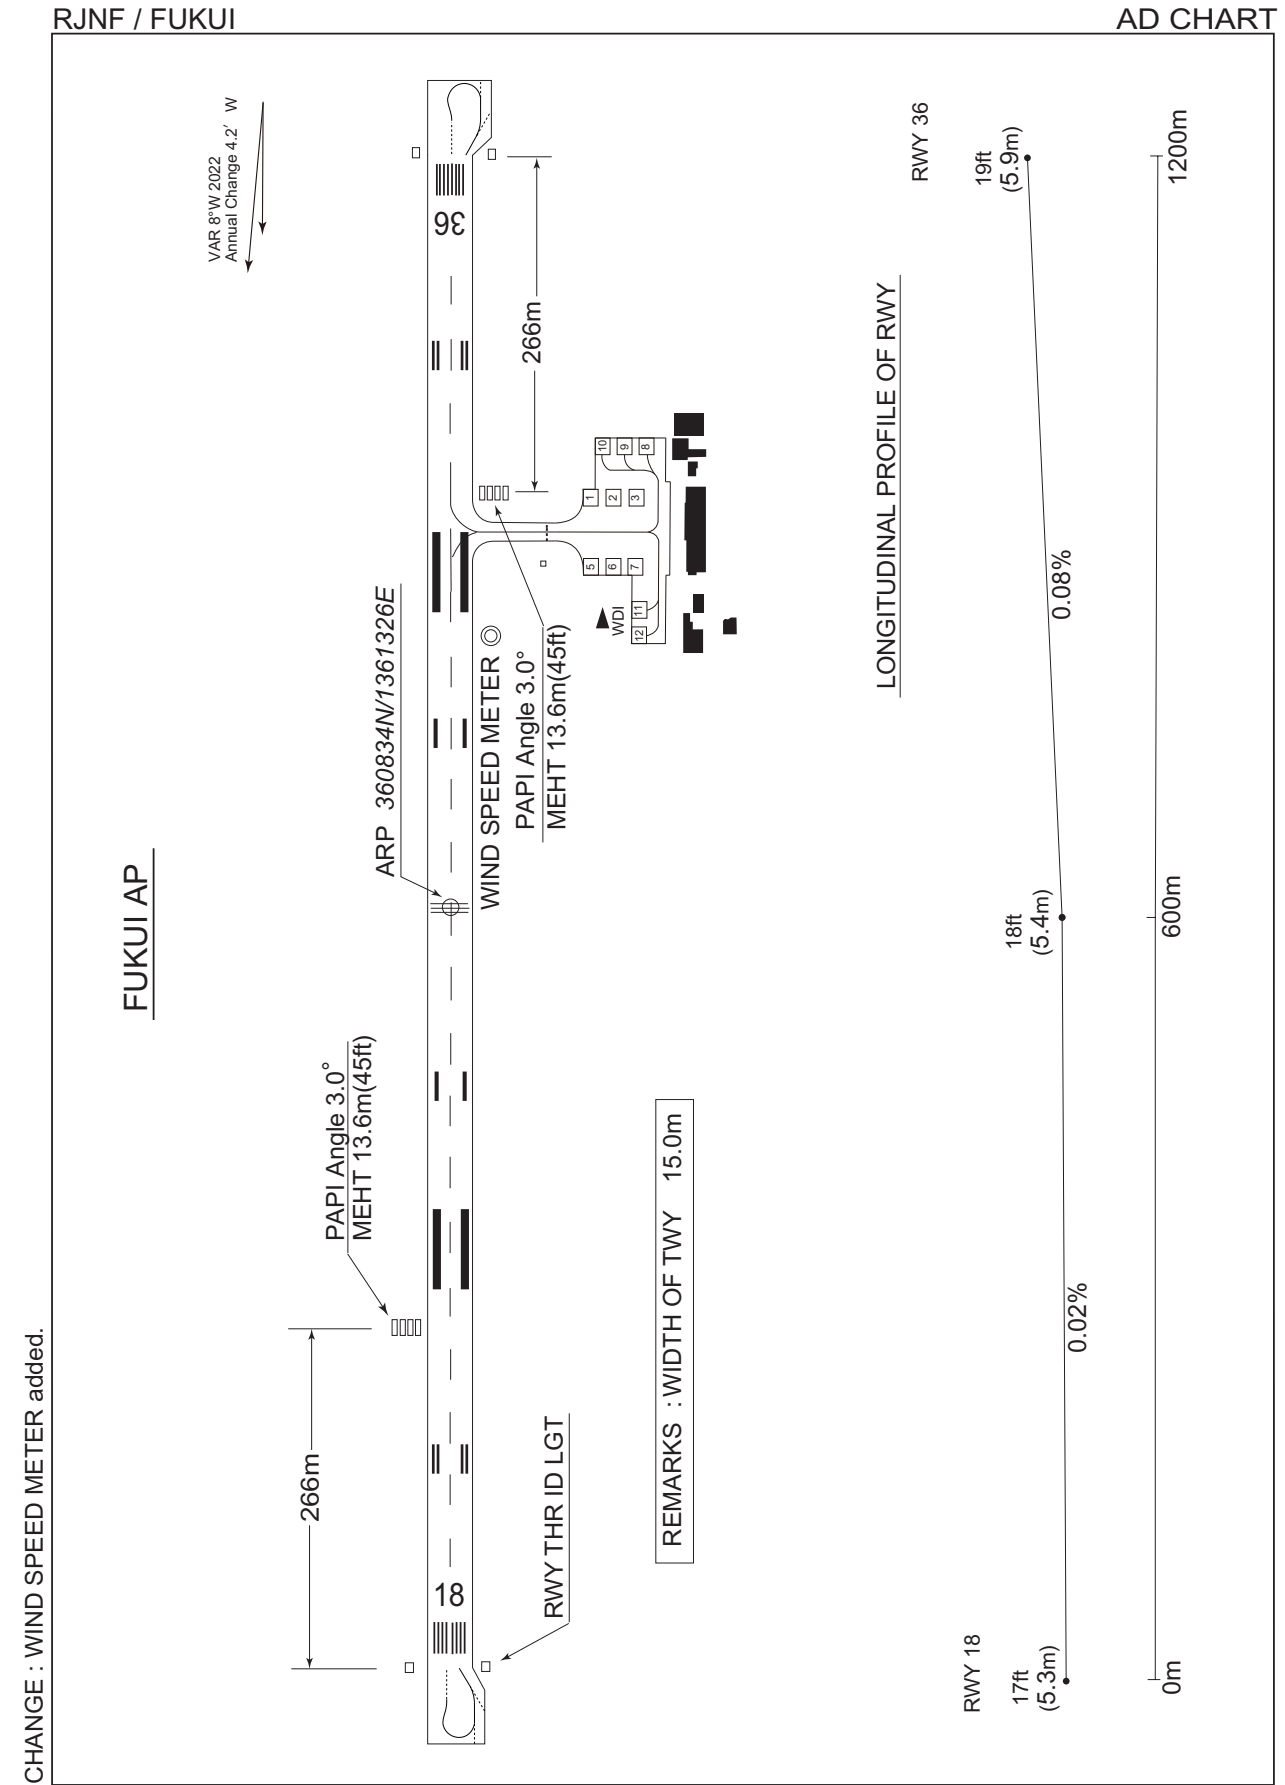 RJNF / FUKUI
AD CHART
CHANGE : WIND SPEED METER added.
FUKUI AP
VAR 8°W 2022
Annual Change 4.2′ W
36
266m
ARP 360834N/1361326E
WIND SPEED METER
PAPI Angle 3.0°
MEHT 13.6m(45ft)
WDI
1
2
3
5
6
7
8
9
10
11
12
PAPI Angle 3.0°
MEHT 13.6m(45ft)
266m
18
RWY THR ID LGT
REMARKS : WIDTH OF TWY 15.0m
LONGITUDINAL PROFILE OF RWY
RWY 18
17ft
(5.3m)
0.02%
18ft
(5.4m)
0.08%
RWY 36
19ft
(5.9m)
0m
600m
1200m